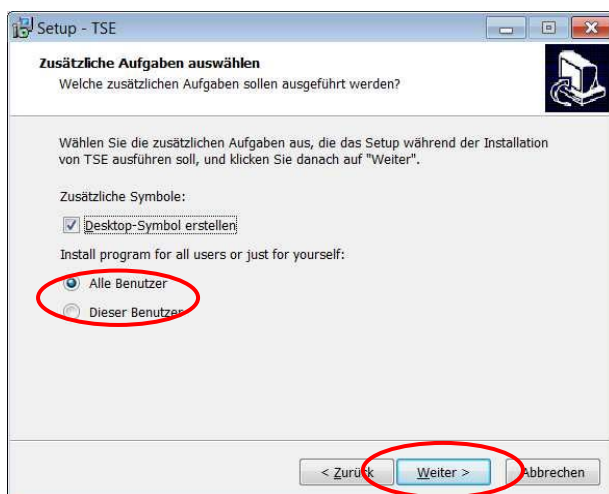 Setup - TSE
Zusätzliche Aufgaben auswählen
Welche zusätzlichen Aufgaben sollen ausgeführt werden?
Wählen Sie die zusätzlichen Aufgaben aus, die das Setup während der Installation
von TSE ausführen soll, und klicken Sie danach auf "Weiter".
Zusätzliche Symbole:
Desktop-Symbol erstellen
Install program for all users or just for yourself:
Alle Benutzer
Dieser Benutzer
< Zurück Weiter > Abbrechen